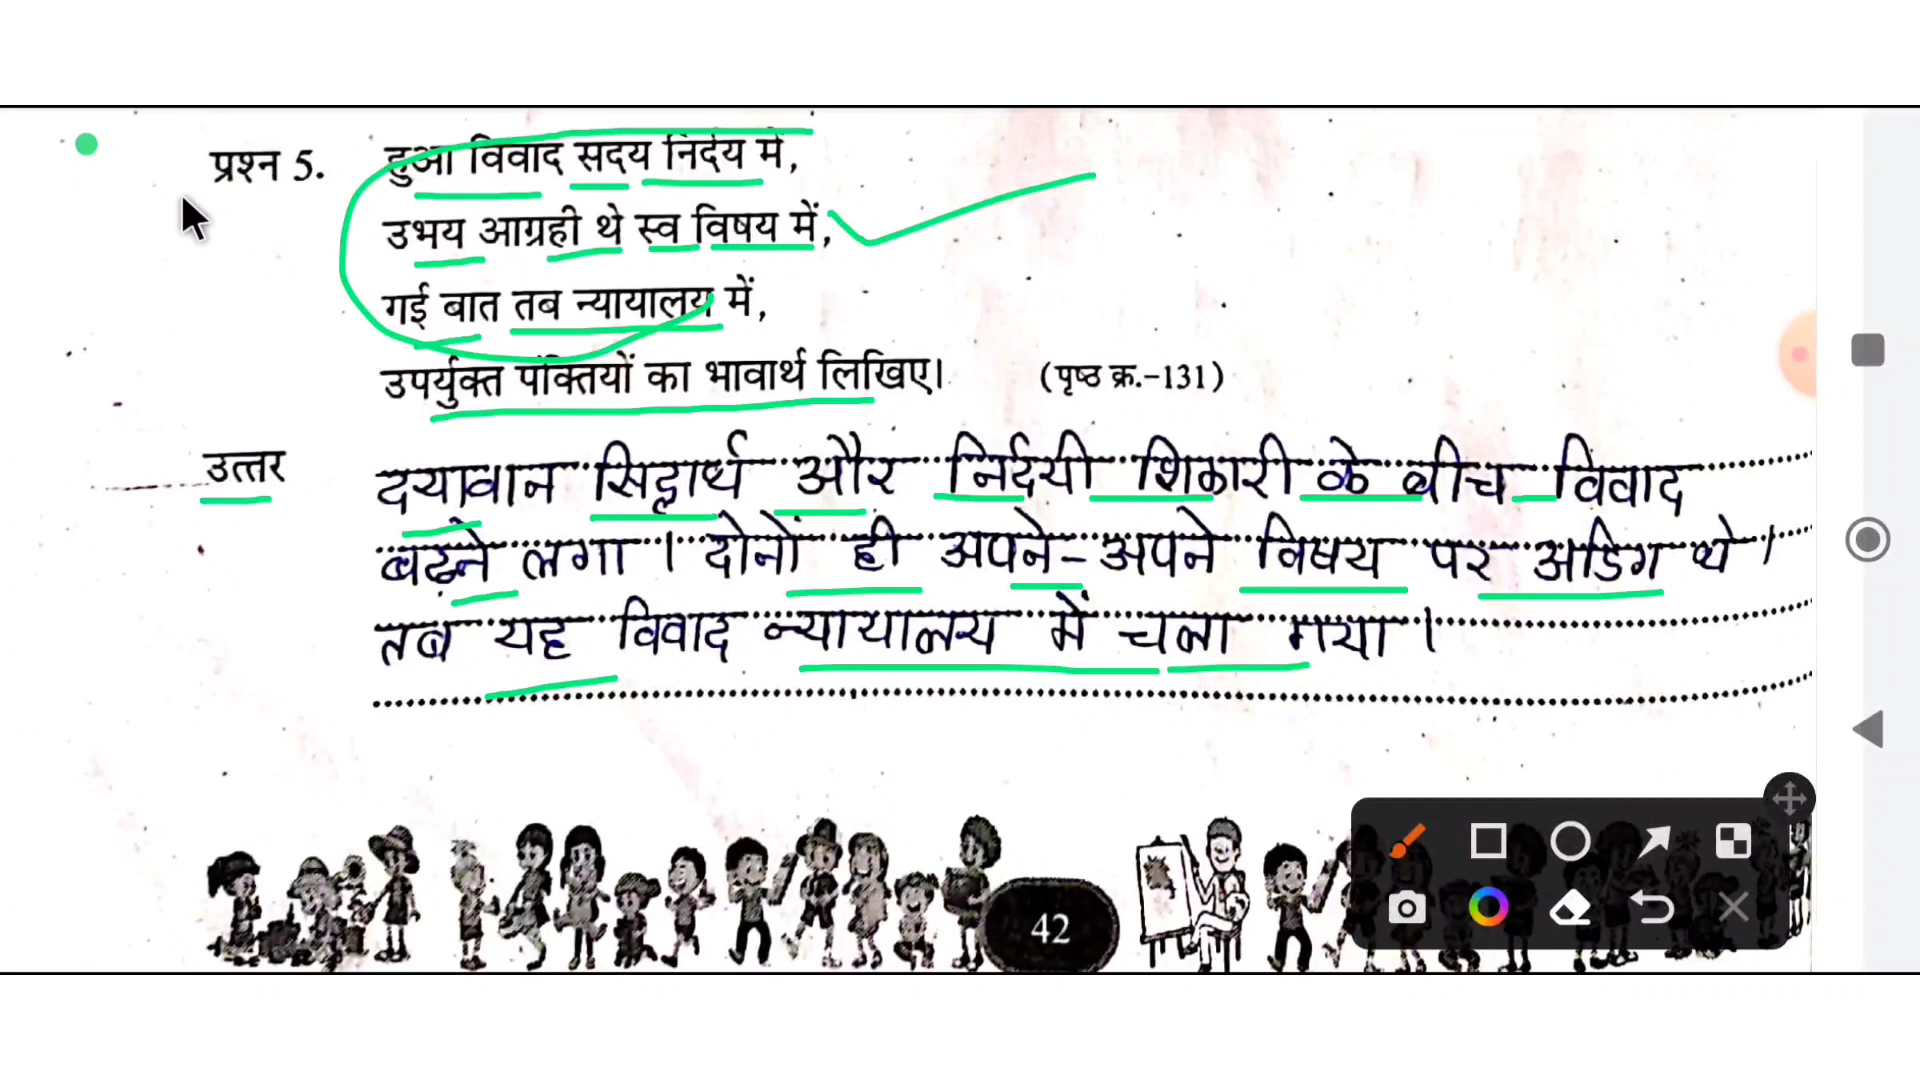 प्रश्न 5. हुआ विवाद सदय निर्दय में,
उभय आग्रही थे स्व विषय में,
गई बात तब न्यायालय में,
उपर्युक्त पंक्तियों का भावार्थ लिखिए। (पृष्ठ क्र.-131)
उत्तर दयावान सिद्धार्थ और निर्दयी शिकारी के बीच विवाद
बढ़ने लगा । दोनों ही अपने-अपने विषय पर अडिग थे ।
तब यह विवाद न्यायालय में चला गया ।
42